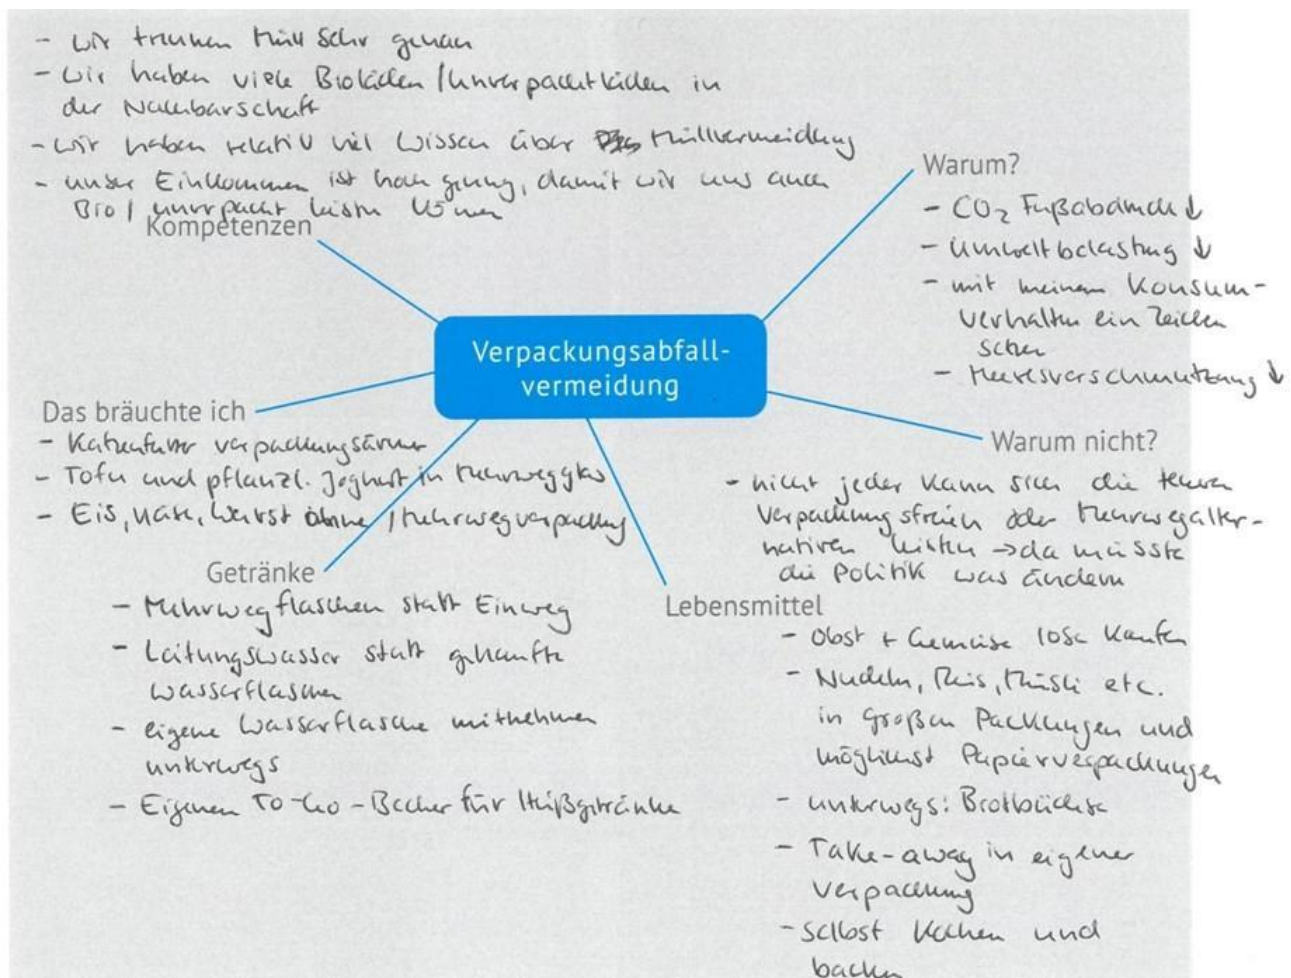 - wir trennen Müll sehr genau
- wir haben viele Bioläden / Unverpacktläden in
der Nachbarschaft
- wir haben relativ viel Wissen über Müllvermeidung
- unser Einkommen ist hoch genug, damit wir uns auch
Bio / unverpackt leisten können
Kompetenzen
Warum?
- CO₂ Fußabdruck ↓
- Umweltbelastung ↓
- mit meinem Konsum-
verhalten ein Zeichen
setzen
- Meeresverschmutzung ↓
Verpackungsabfall-
vermeidung
Das bräuchte ich
- Katzenfutter verpackungsärmer
- Tofu und pflanzl. Joghurt in Mehrwegglas
- Eis, Käse, Wurst ohne / Mehrwegverpackung
Warum nicht?
- nicht jeder kann sich die teuren
verpackungsfreien oder Mehrwegalter-
nativen leisten → da müsste
die Politik was ändern
Getränke
- Mehrwegflaschen statt Einweg
- Leitungswasser statt gekaufte
Wasserflaschen
- eigene Wasserflasche mitnehmen
unterwegs
- Eigenen To-Go-Becher für Heißgetränke
Lebensmittel
- Obst + Gemüse lose kaufen
- Nudeln, Reis, Müsli etc.
in großen Packungen und
möglichst Papierverpackungen
- unterwegs: Brotbüchse
- Take-away in eigener
Verpackung
- selbst kochen und
backen